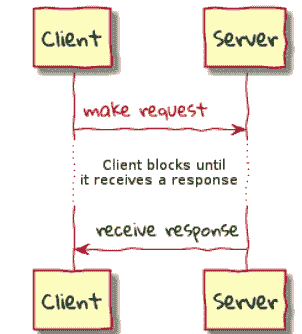 Client Server
make request
Client blocks until
it receives a response
receive response
Client Server